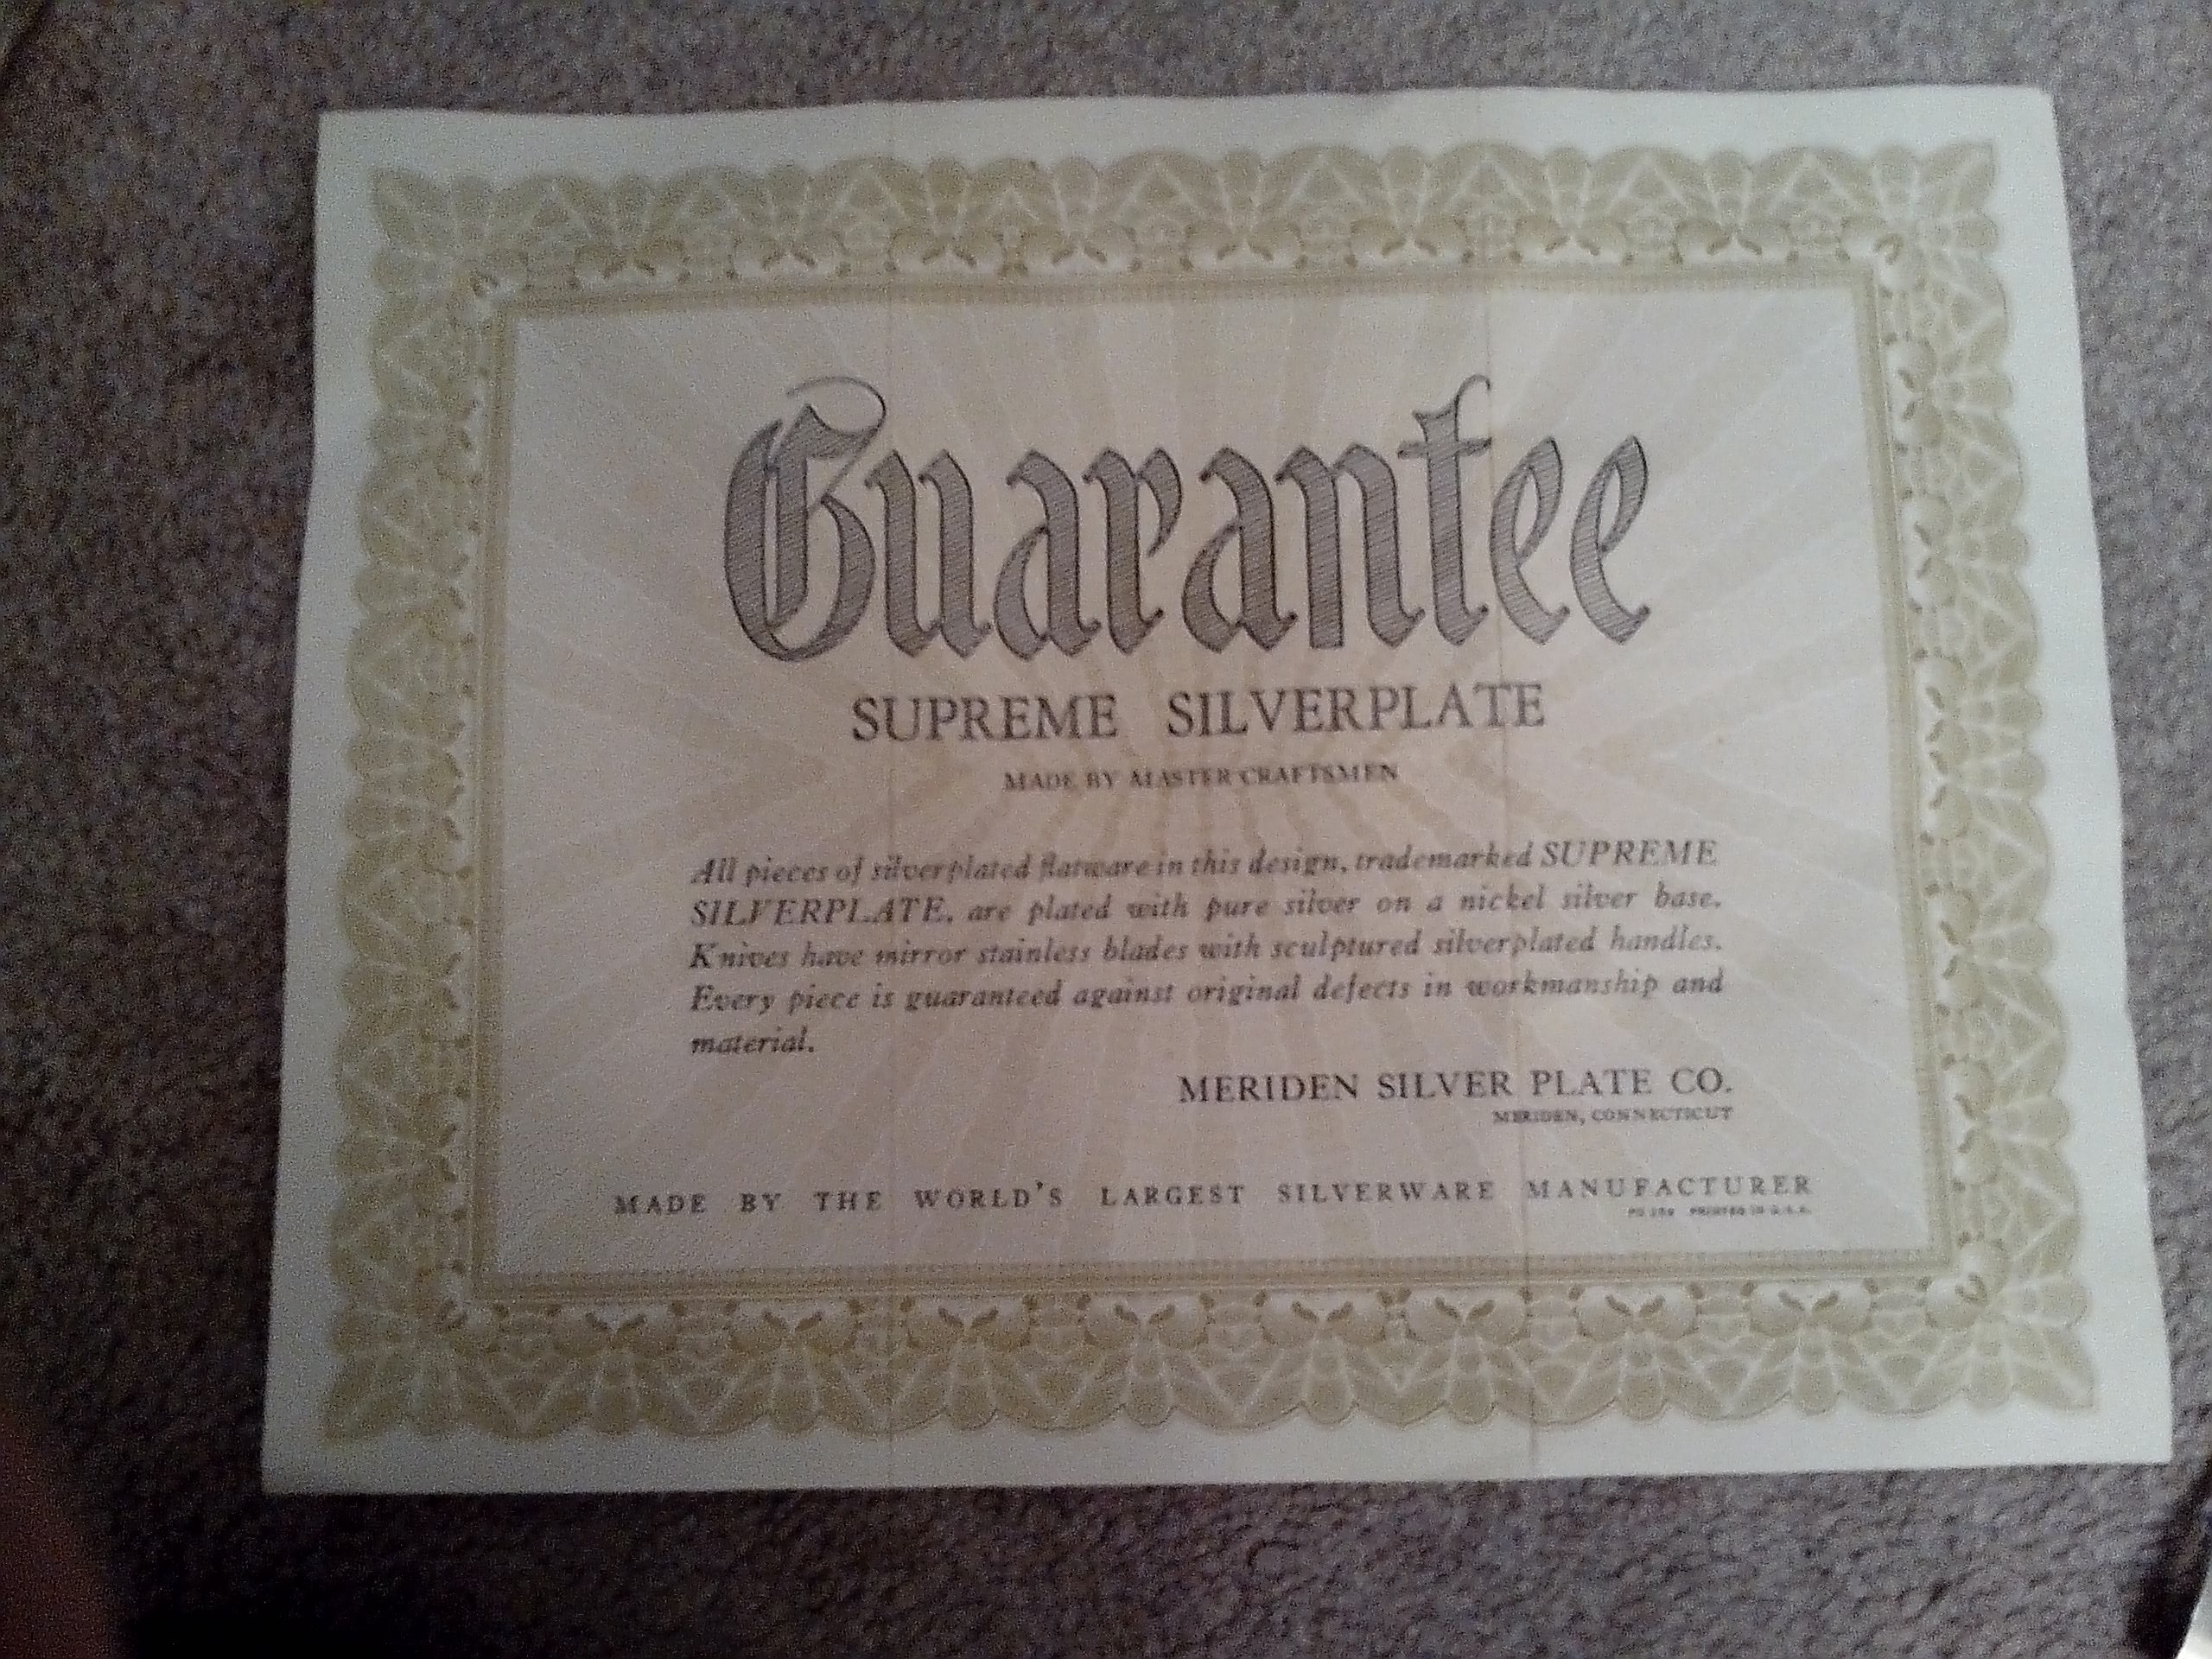 Guarantee
SUPREME SILVERPLATE
MADE BY MASTER CRAFTSMEN
All pieces of silverplated flatware in this design, trademarked SUPREME
SILVERPLATE, are plated with pure silver on a nickel silver base.
Knives have mirror stainless blades with sculptured silverplated handles.
Every piece is guaranteed against original defects in workmanship and
material.
MERIDEN SILVER PLATE CO.
MERIDEN, CONNECTICUT
MADE BY THE WORLD'S LARGEST SILVERWARE MANUFACTURER
PRINTED IN U.S.A.